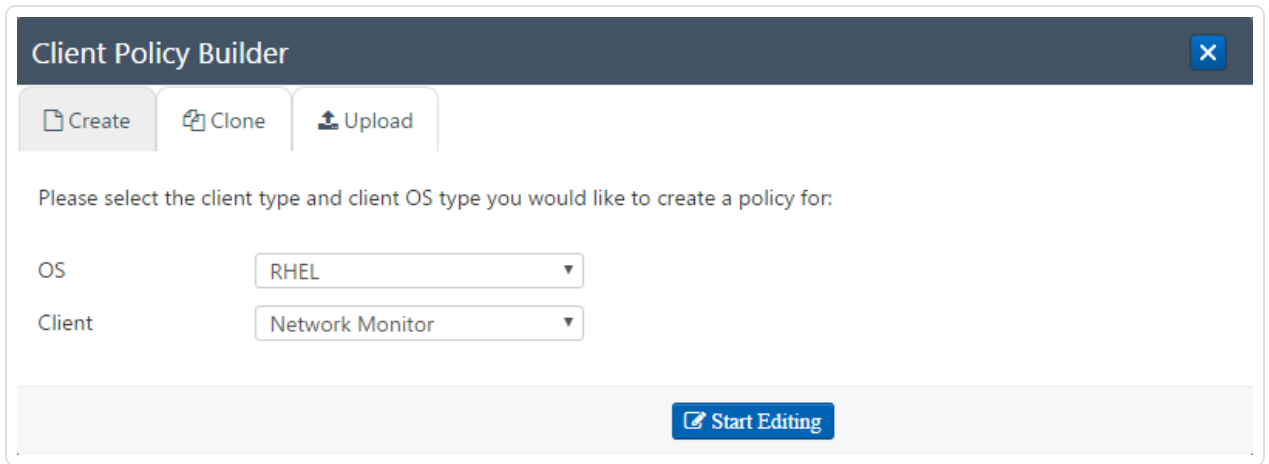 Client Policy Builder
Create Clone Upload
Please select the client type and client OS type you would like to create a policy for:
OS RHEL
Client Network Monitor
Start Editing